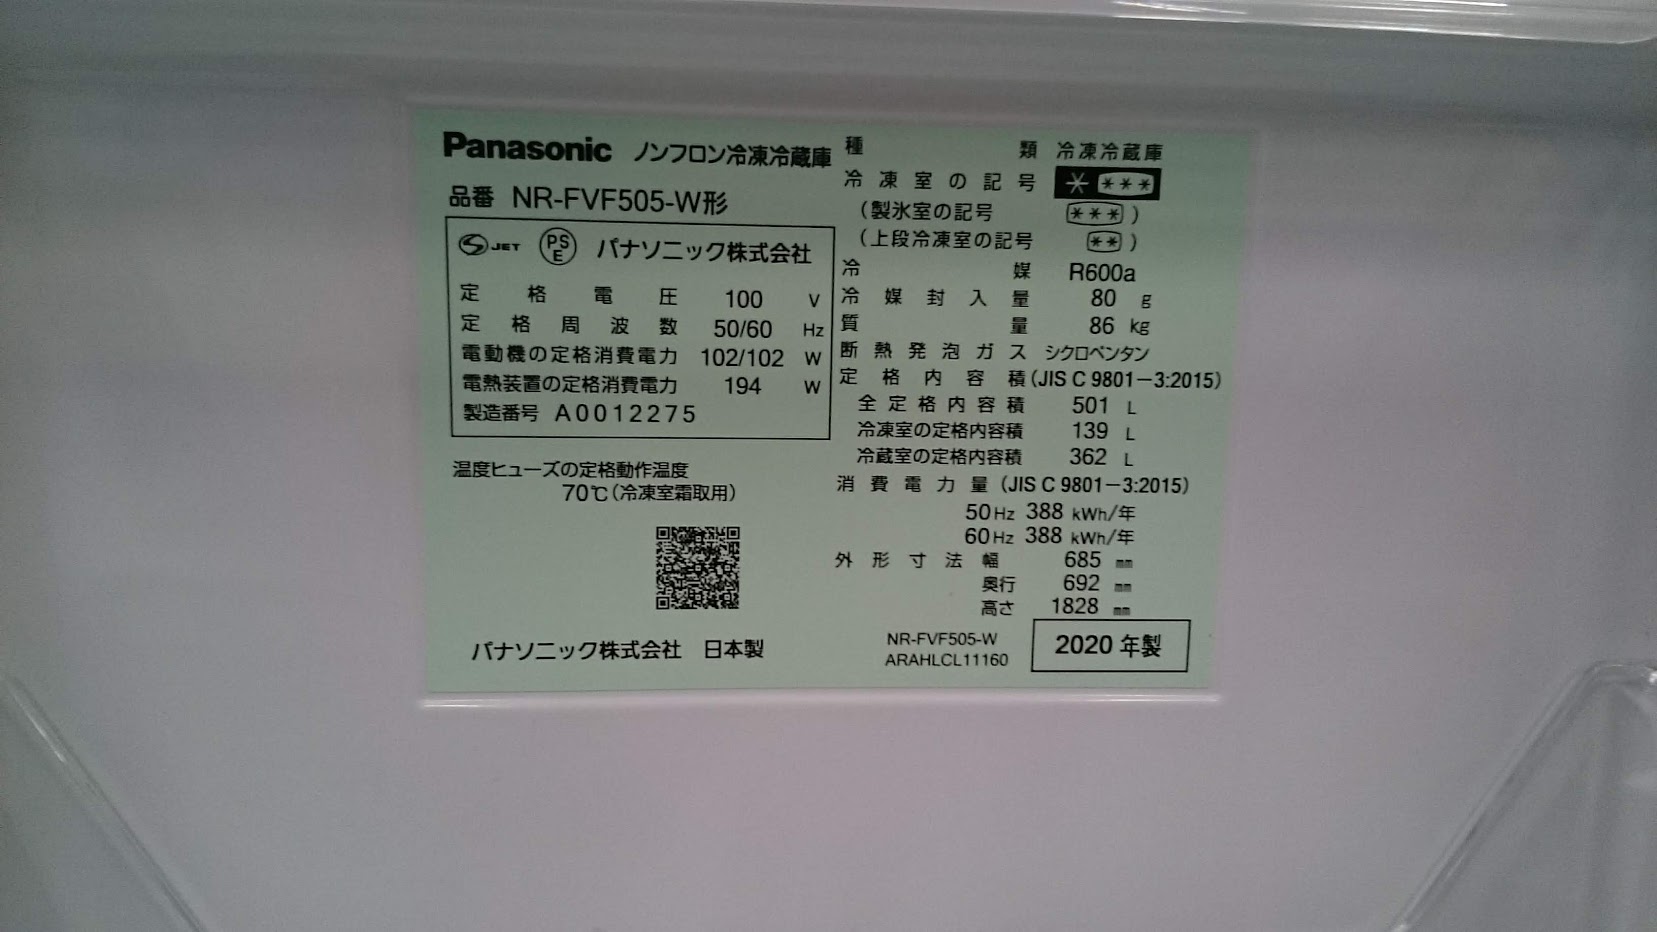 Panasonic ノンフロン冷凍冷蔵庫
品番 NR-FVF505-W形
S JET PSE パナソニック株式会社
定格電圧 100 V
定格周波数 50/60 Hz
電動機の定格消費電力 102/102 W
電熱装置の定格消費電力 194 W
製造番号 A0012275
温度ヒューズの定格動作温度
70℃(冷凍室霜取用)
パナソニック株式会社 日本製
種類 冷凍冷蔵庫
冷凍室の記号 * ***
(製氷室の記号 *** )
(上段冷凍室の記号 ** )
冷媒 R600a
冷媒封入量 80 g
質量 86 kg
断熱発泡ガス シクロペンタン
定格内容積(JIS C 9801-3:2015)
全定格内容積 501 L
冷凍室の定格内容積 139 L
冷蔵室の定格内容積 362 L
消費電力量(JIS C 9801-3:2015)
50Hz 388 kWh/年
60Hz 388 kWh/年
外形寸法 幅 685 mm
奥行 692 mm
高さ 1828 mm
NR-FVF505-W
ARAHLCL11160
2020年製